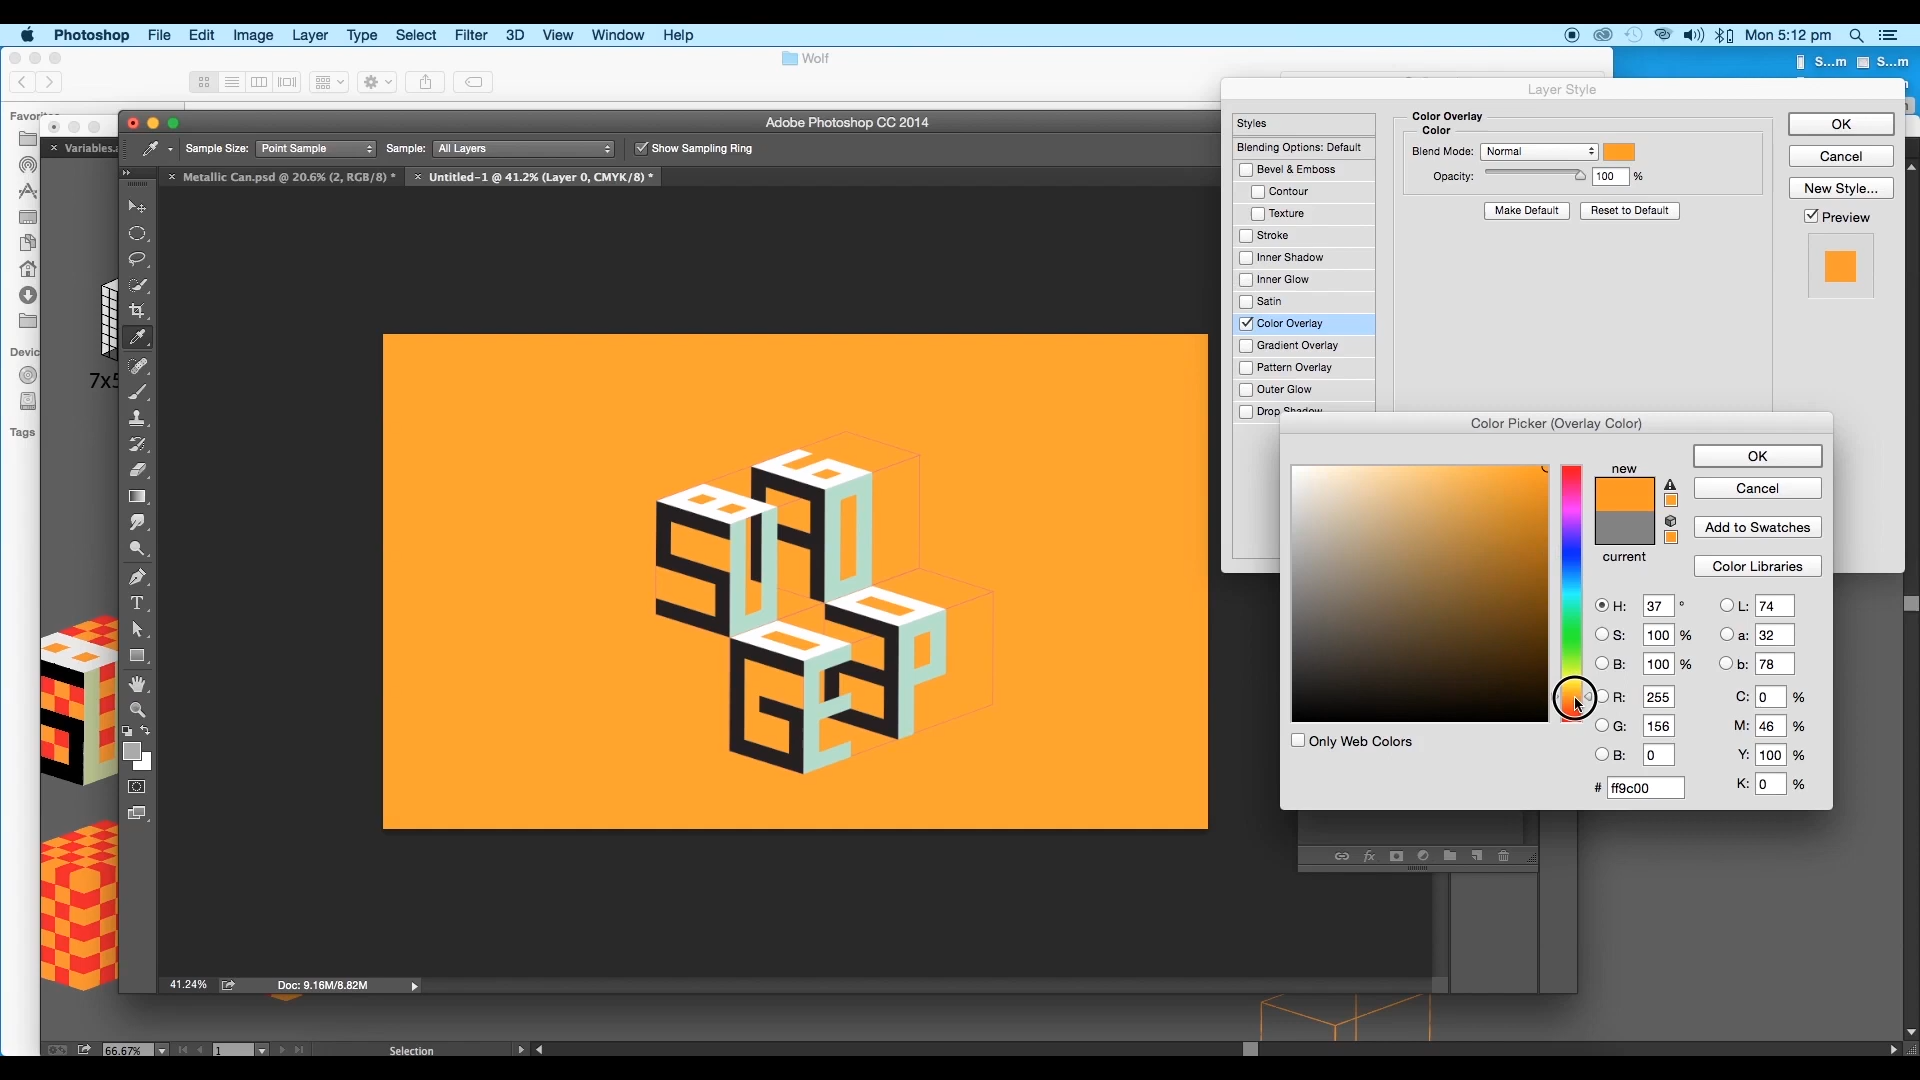 Photoshop File Edit Image Layer Type Select Filter 3D View Window Help Mon 5:12 pm
Wolf
S...m S...m
Layer Style
Favorites
Adobe Photoshop CC 2014
Variables.
Sample Size: Point Sample Sample: All Layers Show Sampling Ring
Metallic Can.psd @ 20.6% (2, RGB/8) * Untitled-1 @ 41.2% (Layer 0, CMYK/8) *
Styles
Blending Options: Default
Bevel & Emboss
Contour
Texture
Stroke
Inner Shadow
Inner Glow
Satin
Color Overlay
Gradient Overlay
Pattern Overlay
Outer Glow
Drop Shadow
Color Overlay
Color
Blend Mode: Normal
Opacity: 100 %
Make Default Reset to Default
OK
Cancel
New Style...
Preview
Devic
7x5
Tags
Color Picker (Overlay Color)
new
current
OK
Cancel
Add to Swatches
Color Libraries
H: 37 ° L: 74
S: 100 % a: 32
B: 100 % b: 78
R: 255 C: 0 %
G: 156 M: 46 %
B: 0 Y: 100 %
# ff9c00 K: 0 %
Only Web Colors
41.24% Doc: 9.16M/8.82M
66.67% 1 Selection